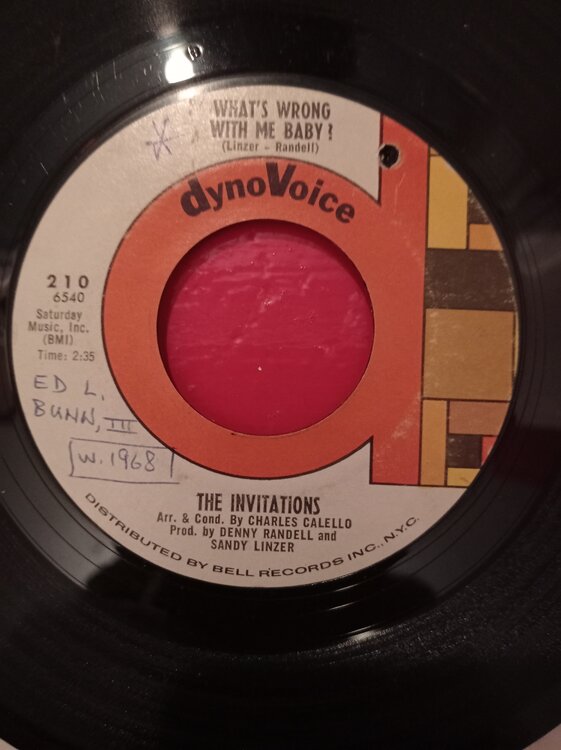 WHAT'S WRONG
WITH ME BABY?
(Linzer - Randell)
dynoVoice
210
6540
Saturday
Music, Inc.
(BMI)
Time: 2:35
ED L.
BUNN, III
W. 1968
THE INVITATIONS
Arr. & Cond. By CHARLES CALELLO
Prod. by DENNY RANDELL and
SANDY LINZER
DISTRIBUTED BY BELL RECORDS INC., N.Y.C.